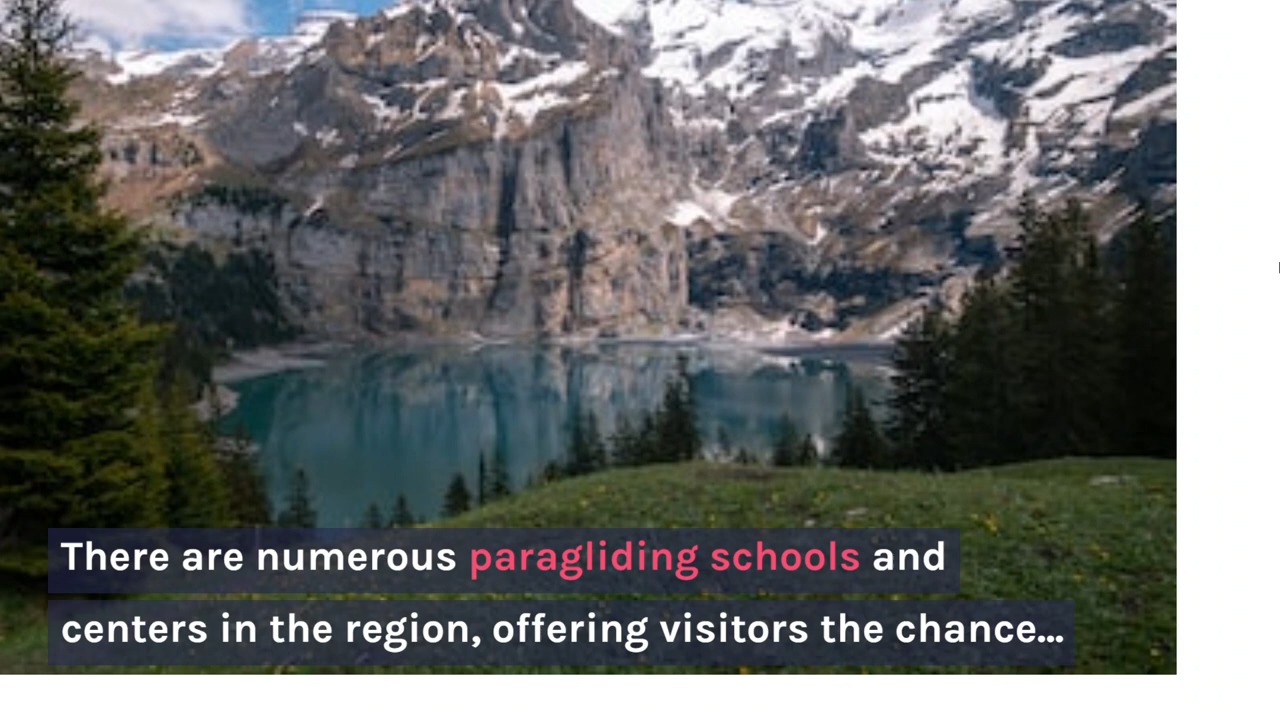 There are numerous paragliding schools and
centers in the region, offering visitors the chance...